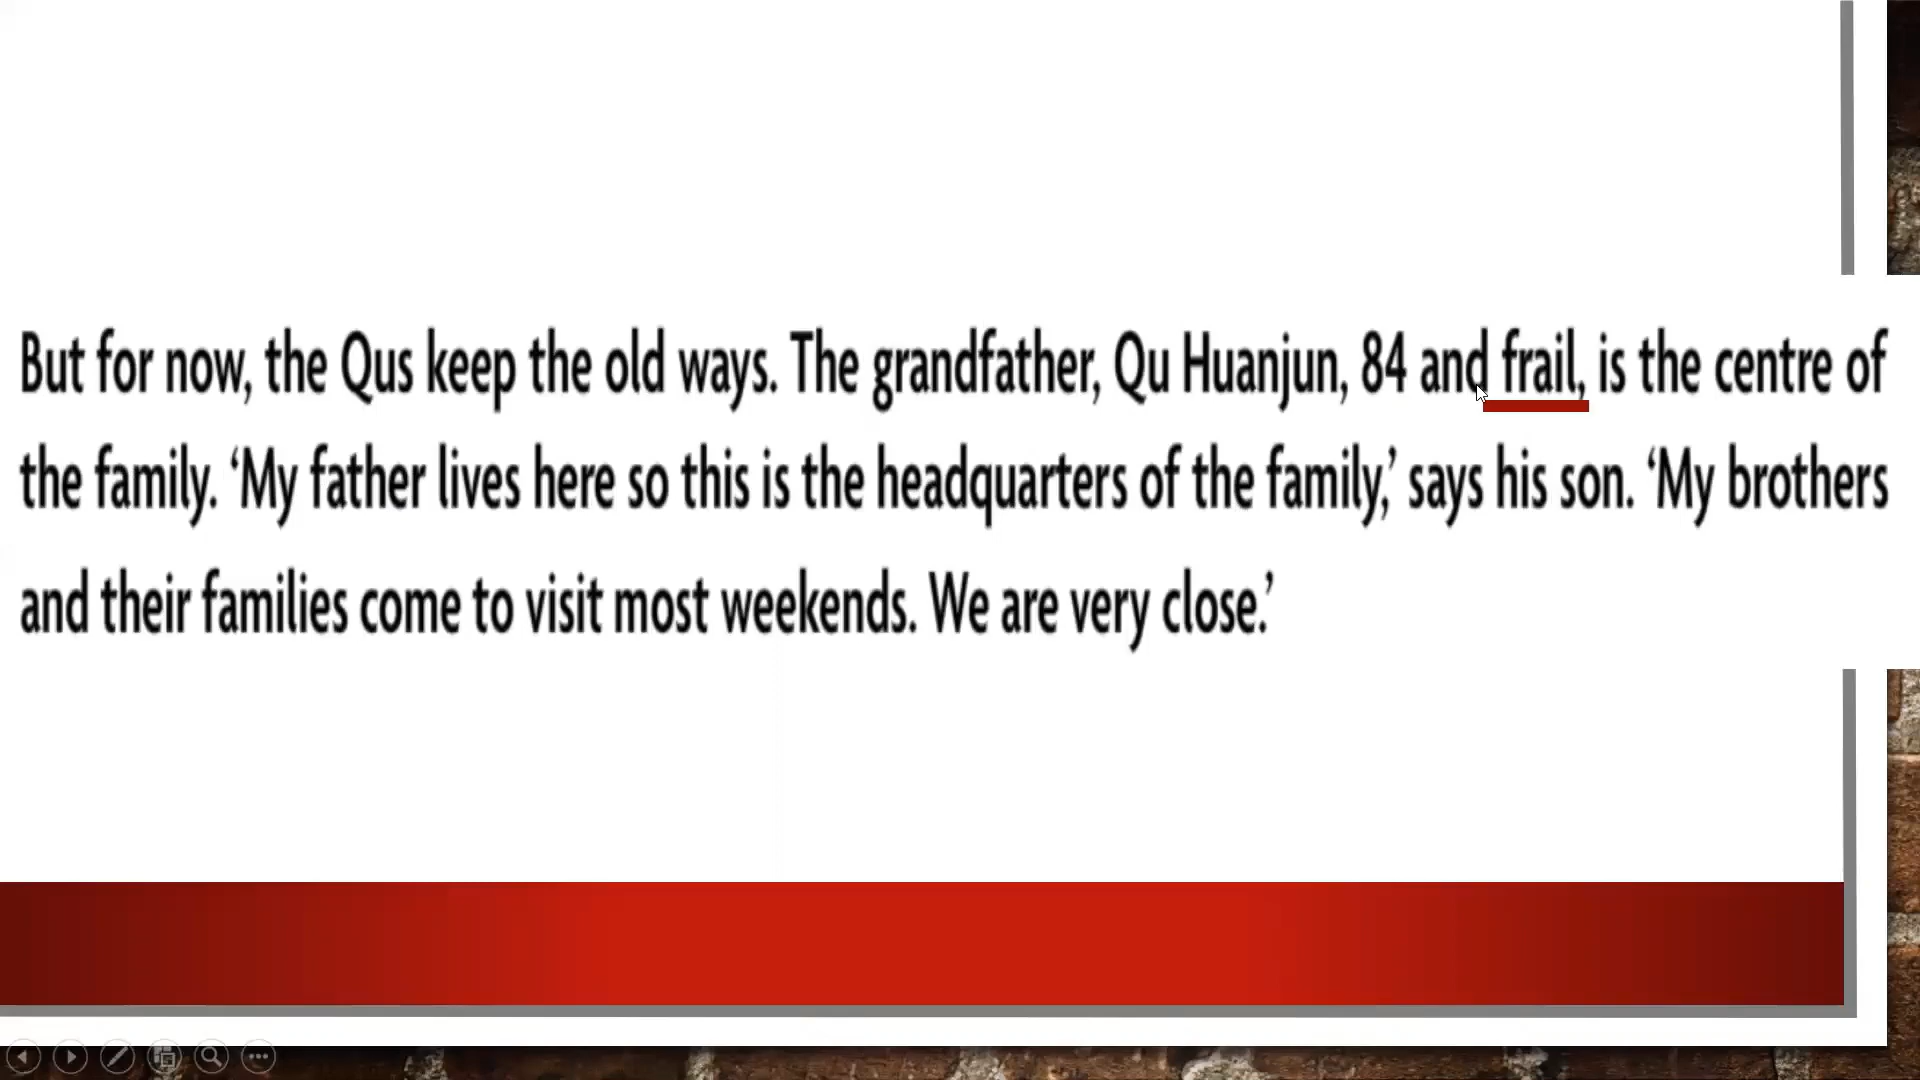 But for now, the Qus keep the old ways. The grandfather, Qu Huanjun, 84 and frail, is the centre of
the family. ‘My father lives here so this is the headquarters of the family,’ says his son. ‘My brothers
and their families come to visit most weekends. We are very close.’